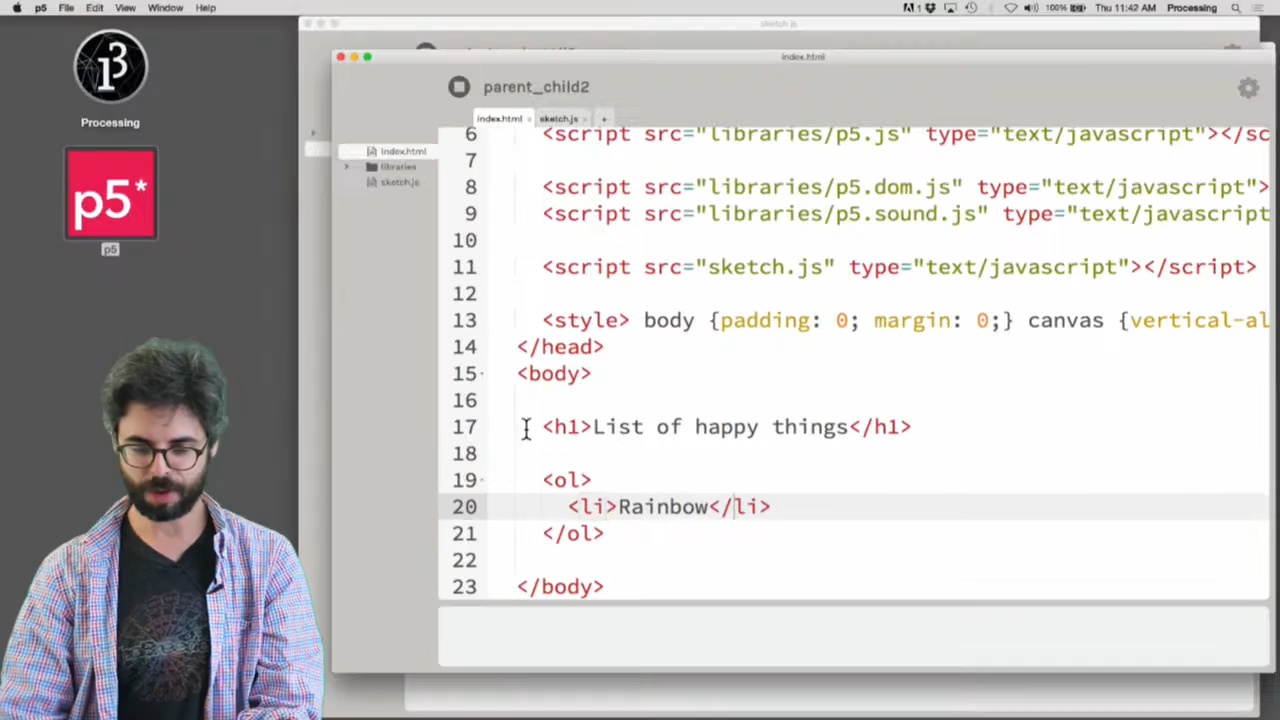 p5 File Edit View Window Help
1 100% Thu 11:42 AM Processing
sketch.js
index.html
Processing
p5*
p5
parent_child2
index.html × sketch.js × +
index.html
libraries
sketch.js
6 <script src="libraries/p5.js" type="text/javascript"></sc
7
8 <script src="libraries/p5.dom.js" type="text/javascript">
9 <script src="libraries/p5.sound.js" type="text/javascript
10
11 <script src="sketch.js" type="text/javascript"></script>
12
13 <style> body {padding: 0; margin: 0;} canvas {vertical-al
14 </head>
15 <body>
16
17 <h1>List of happy things</h1>
18
19 <ol>
20 <li>Rainbow</li>
21 </ol>
22
23 </body>